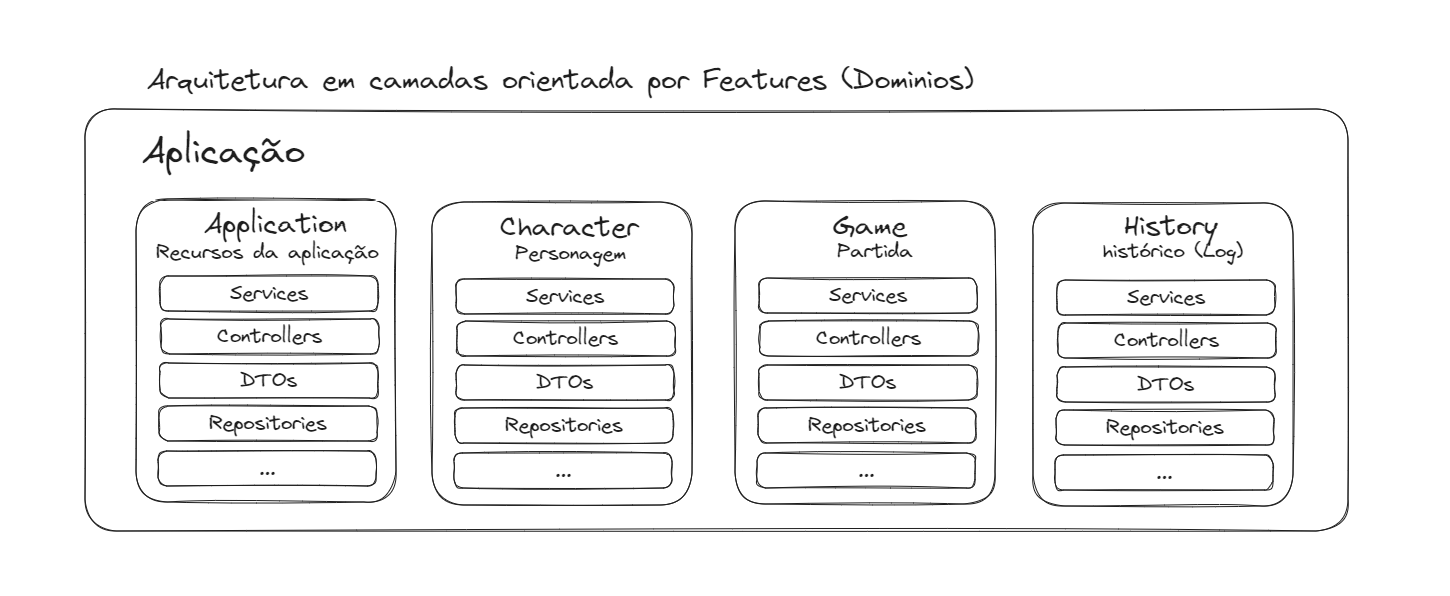 Arquitetura em camadas orientada por Features (Dominios)
Aplicação
Application
Recursos da aplicação
Services
Controllers
DTOs
Repositories
...
Character
Personagem
Services
Controllers
DTOs
Repositories
...
Game
Partida
Services
Controllers
DTOs
Repositories
...
History
histórico (Log)
Services
Controllers
DTOs
Repositories
...